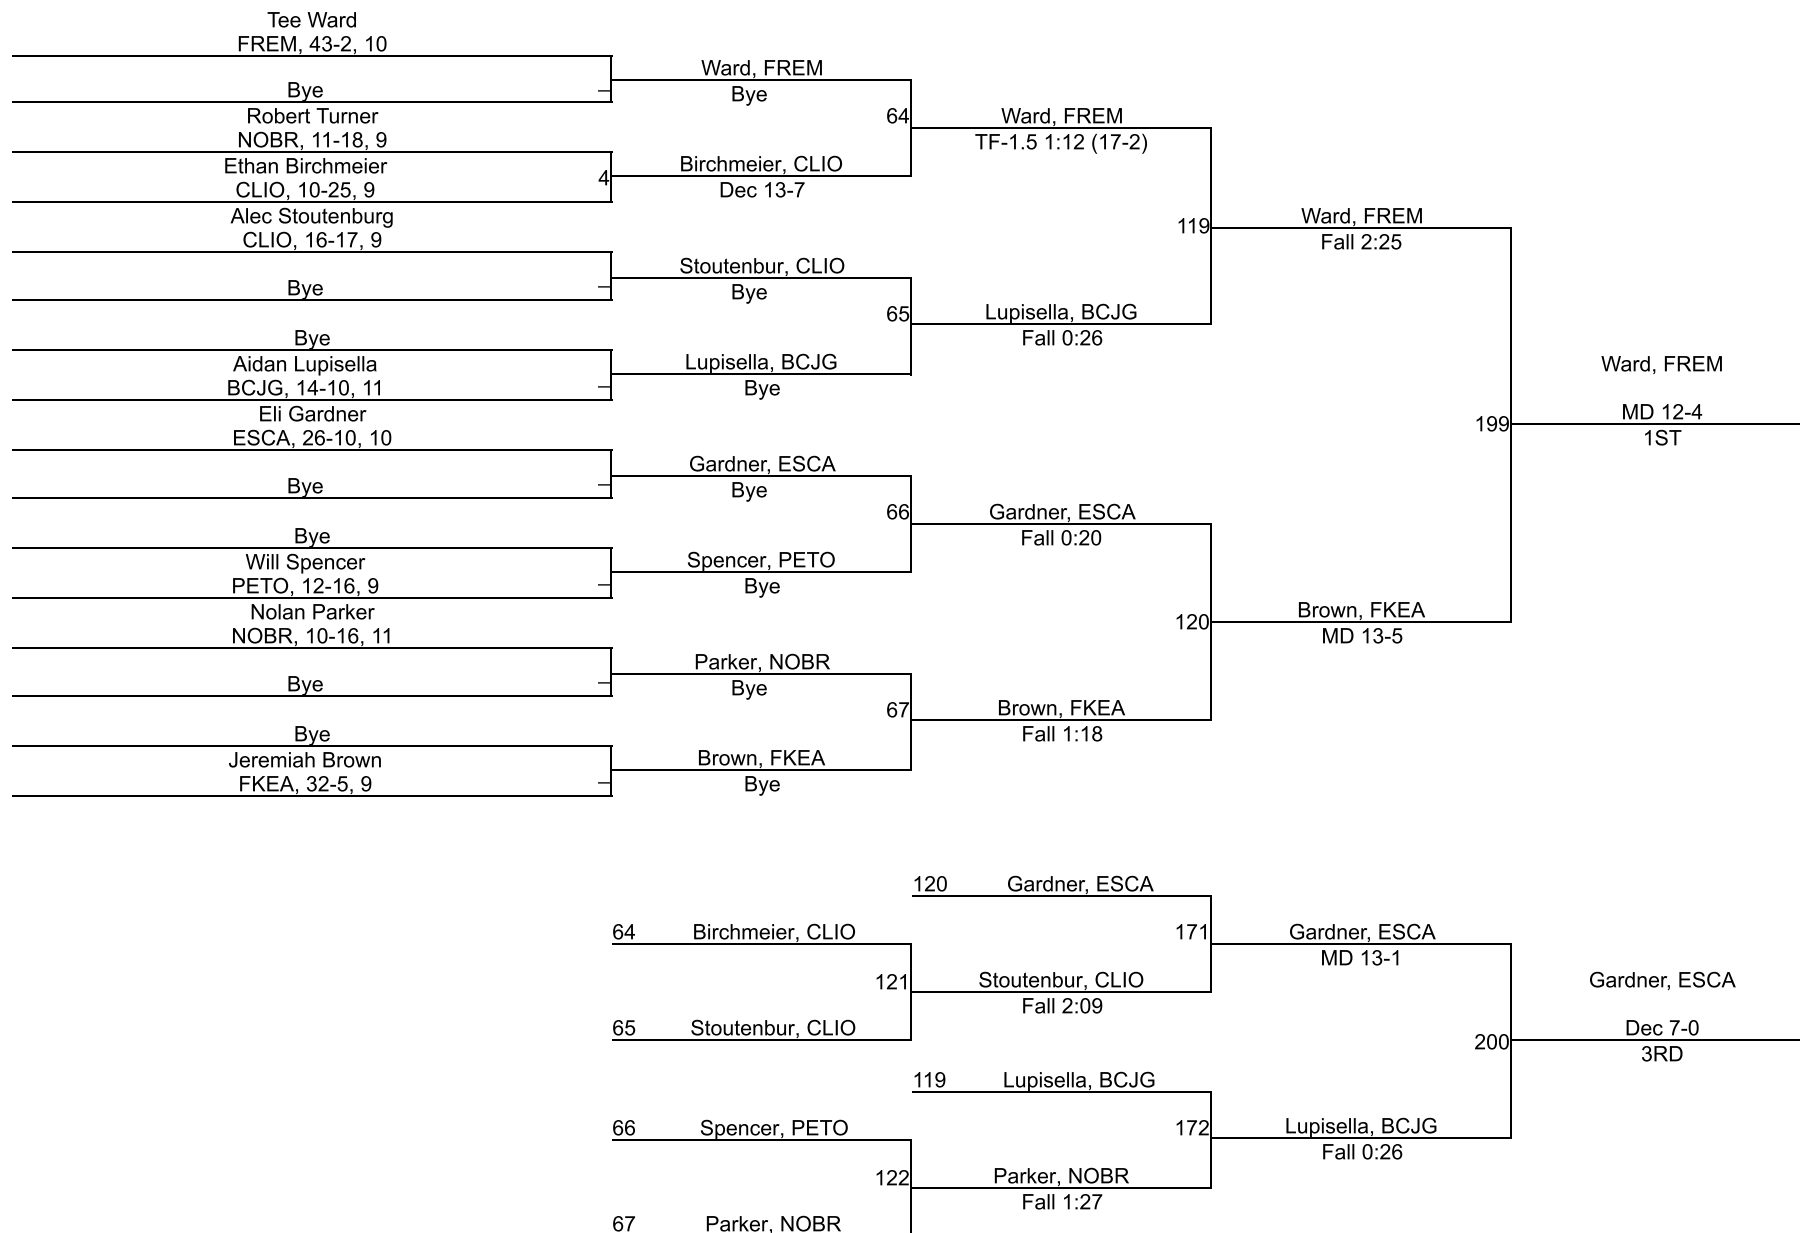 Tee Ward
FREM, 43-2, 10
Bye
Robert Turner
NOBR, 11-18, 9
Ethan Birchmeier
CLIO, 10-25, 9
Alec Stoutenburg
CLIO, 16-17, 9
Bye
Bye
Aidan Lupisella
BCJG, 14-10, 11
Eli Gardner
ESCA, 26-10, 10
Bye
Bye
Will Spencer
PETO, 12-16, 9
Nolan Parker
NOBR, 10-16, 11
Bye
Bye
Jeremiah Brown
FKEA, 32-5, 9
4
Ward, FREM
Bye
Birchmeier, CLIO
Dec 13-7
Stoutenbur, CLIO
Bye
Lupisella, BCJG
Bye
Gardner, ESCA
Bye
Spencer, PETO
Bye
Parker, NOBR
Bye
Brown, FKEA
Bye
64
65
66
67
Ward, FREM
TF-1.5 1:12 (17-2)
Lupisella, BCJG
Fall 0:26
Gardner, ESCA
Fall 0:20
Brown, FKEA
Fall 1:18
119
120
Ward, FREM
Fall 2:25
Brown, FKEA
MD 13-5
199
Ward, FREM
MD 12-4
1ST
64 Birchmeier, CLIO
65 Stoutenbur, CLIO
66 Spencer, PETO
67 Parker, NOBR
121
122
120 Gardner, ESCA
Stoutenbur, CLIO
Fall 2:09
119 Lupisella, BCJG
Parker, NOBR
Fall 1:27
171
172
Gardner, ESCA
MD 13-1
Lupisella, BCJG
Fall 0:26
200
Gardner, ESCA
Dec 7-0
3RD